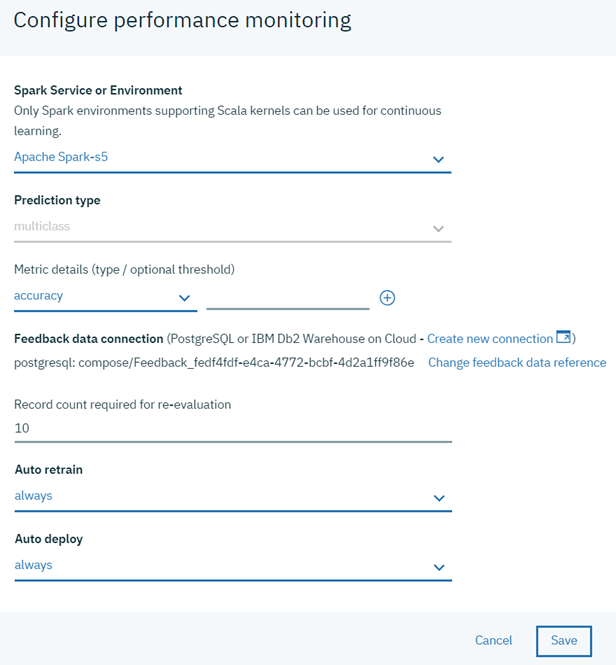 Configure performance monitoring
Spark Service or Environment
Only Spark environments supporting Scala kernels can be used for continuous
learning.
Apache Spark-s5
Prediction type
multiclass
Metric details (type / optional threshold)
accuracy
Feedback data connection (PostgreSQL or IBM Db2 Warehouse on Cloud - Create new connection)
postgresql: compose/Feedback_fedf4fdf-e4ca-4772-bcbf-4d2a1ff9f86e Change feedback data reference
Record count required for re-evaluation
10
Auto retrain
always
Auto deploy
always
Cancel Save